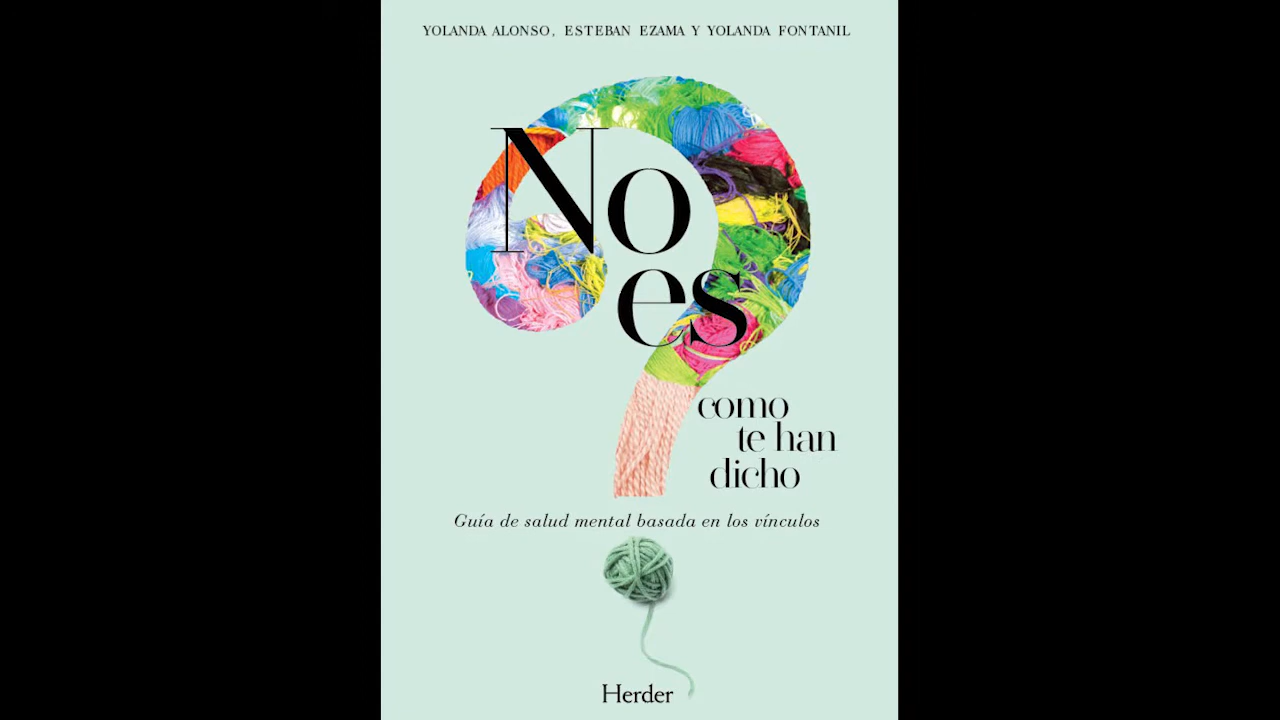 YOLANDA ALONSO, ESTEBAN EZAMA Y YOLANDA FONTANIL
No
es
como
te han
dicho
Guía de salud mental basada en los vínculos
Herder